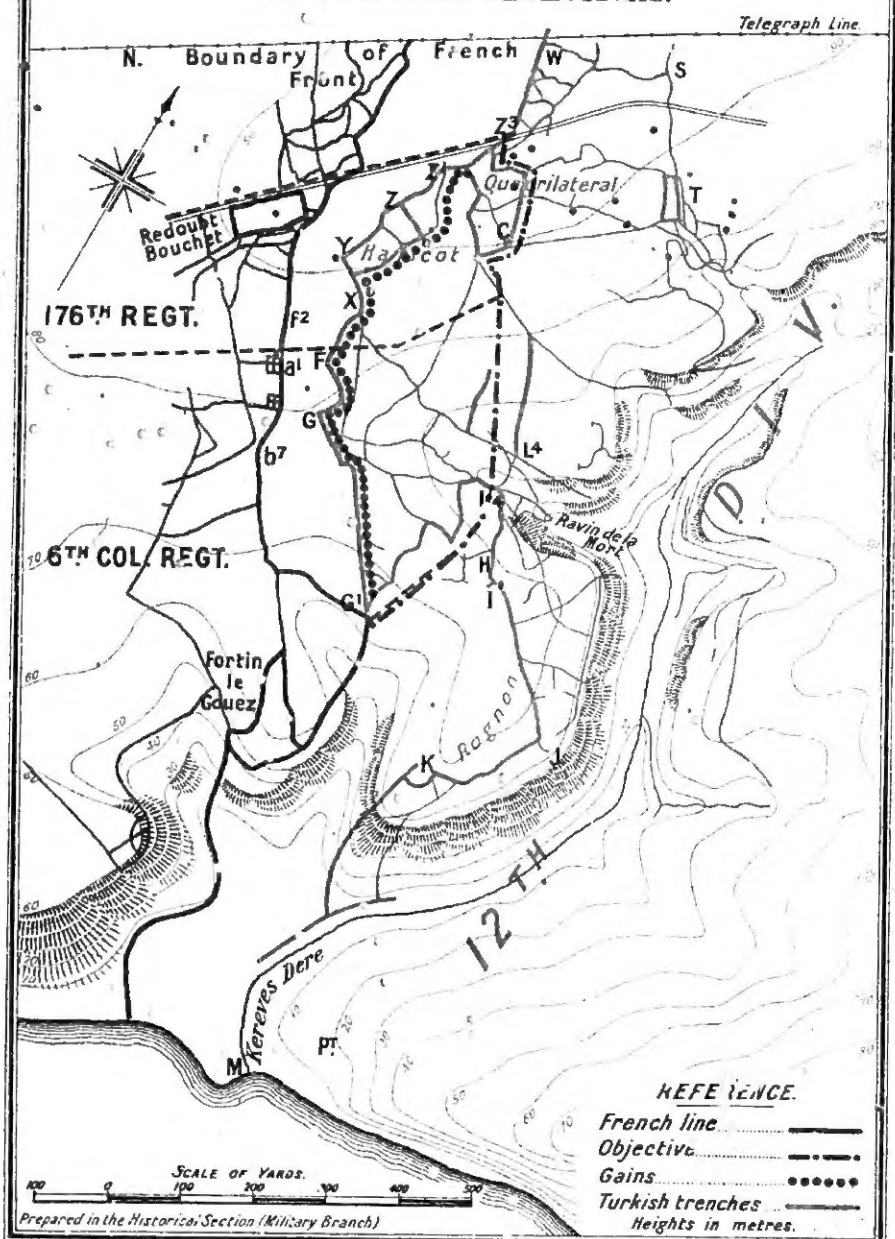 Telegraph Line.
N. Boundary of French
Front
W
S
Z3
Quadrilateral
Z
T
Redoubt
Bouchet
Y
C
X
176TH REGT.
F2
F
a1
G
b7
L4
Ravin de la
Mort
6TH COL. REGT.
H
I
G1
Fortin
le
Gouez
Rognon
K
J
12TH DIV.
Kereves Dere
PT.
M
REFERENCE.
French line
Objective
Gains
Turkish trenches
Heights in metres.
SCALE OF YARDS.
100 0 100 200 300 400 500
Prepared in the Historical Section (Military Branch)